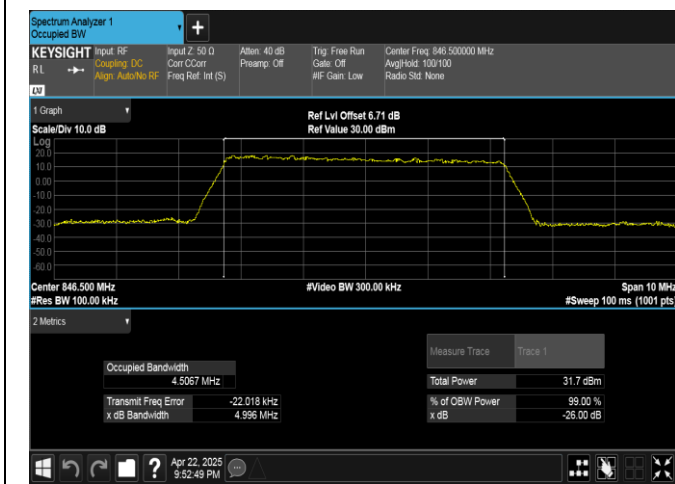 Spectrum Analyzer 1
Occupied BW
KEYSIGHT
Input: RF
Coupling: DC
Align: Auto/No RF
Input Z: 50 Ω
Corr CCorr
Freq Ref: Int (S)
Atten: 40 dB
Preamp: Off
Trig: Free Run
Gate: Off
#IF Gain: Low
Center Freq: 846.500000 MHz
Avg|Hold: 100/100
Radio Std: None
RL
LXI
1 Graph
Scale/Div 10.0 dB
Ref Lvl Offset 6.71 dB
Ref Value 30.00 dBm
Log
20.0
10.0
0.00
-10.0
-20.0
-30.0
-40.0
-50.0
-60.0
Center 846.500 MHz
#Res BW 100.00 kHz
#Video BW 300.00 kHz
Span 10 MHz
#Sweep 100 ms (1001 pts)
2 Metrics
Measure Trace Trace 1
Occupied Bandwidth
4.5067 MHz
Total Power 31.7 dBm
Transmit Freq Error -22.018 kHz
% of OBW Power 99.00 %
x dB Bandwidth 4.996 MHz
x dB -26.00 dB
Apr 22, 2025
9:52:49 PM